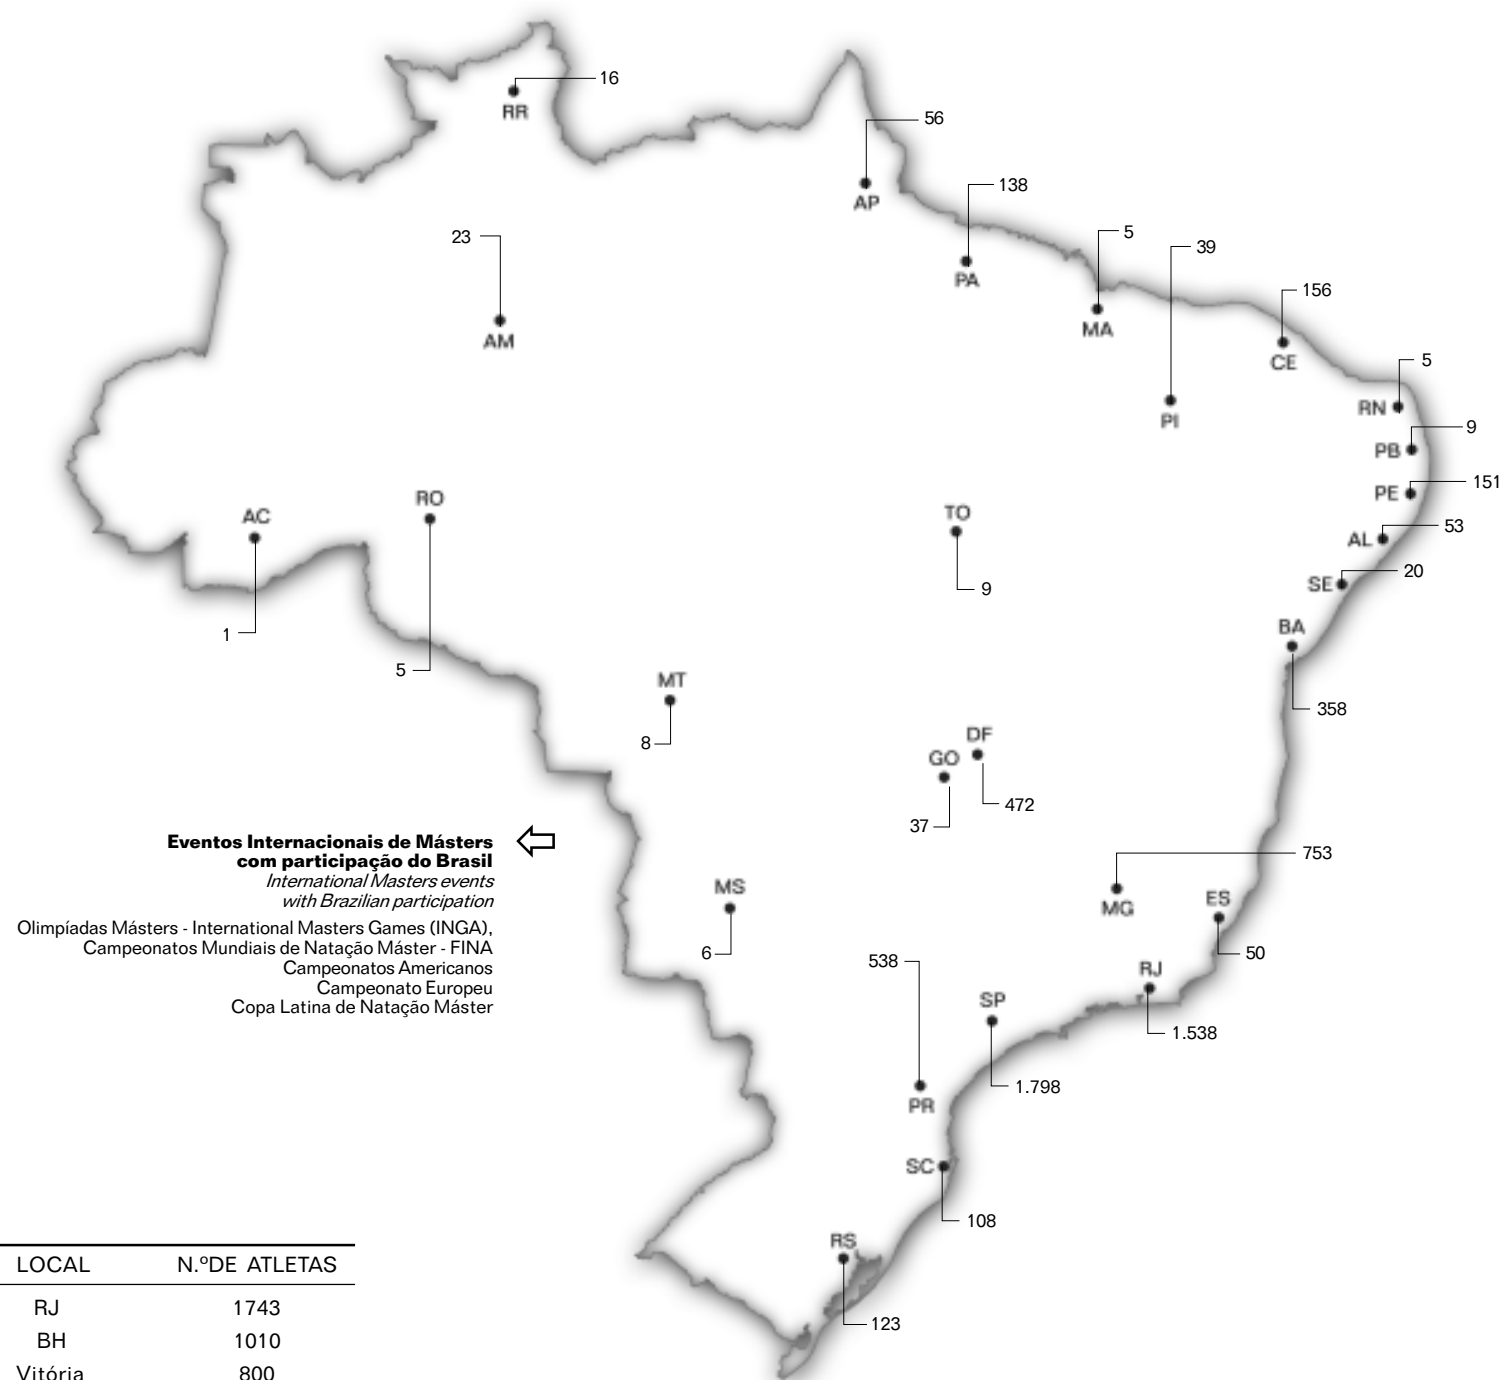 16
RR
56
AP
138
PA
23
AM
5
MA
39
PI
156
CE
5
RN
9
PB
151
PE
53
AL
20
SE
AC
1
RO
5
TO
9
BA
358
MT
8
DF
472
GO
37
753
MG
ES
50
MS
6
RJ
1.538
538
PR
SP
1.798
SC
108
RS
123
Eventos Internacionais de Másters
com participação do Brasil
International Masters events
with Brazilian participation
Olimpíadas Másters - International Masters Games (INGA),
Campeonatos Mundiais de Natação Máster - FINA
Campeonatos Americanos
Campeonato Europeu
Copa Latina de Natação Máster
LOCAL N.ºDE ATLETAS
RJ 1743
BH 1010
Vitória 800